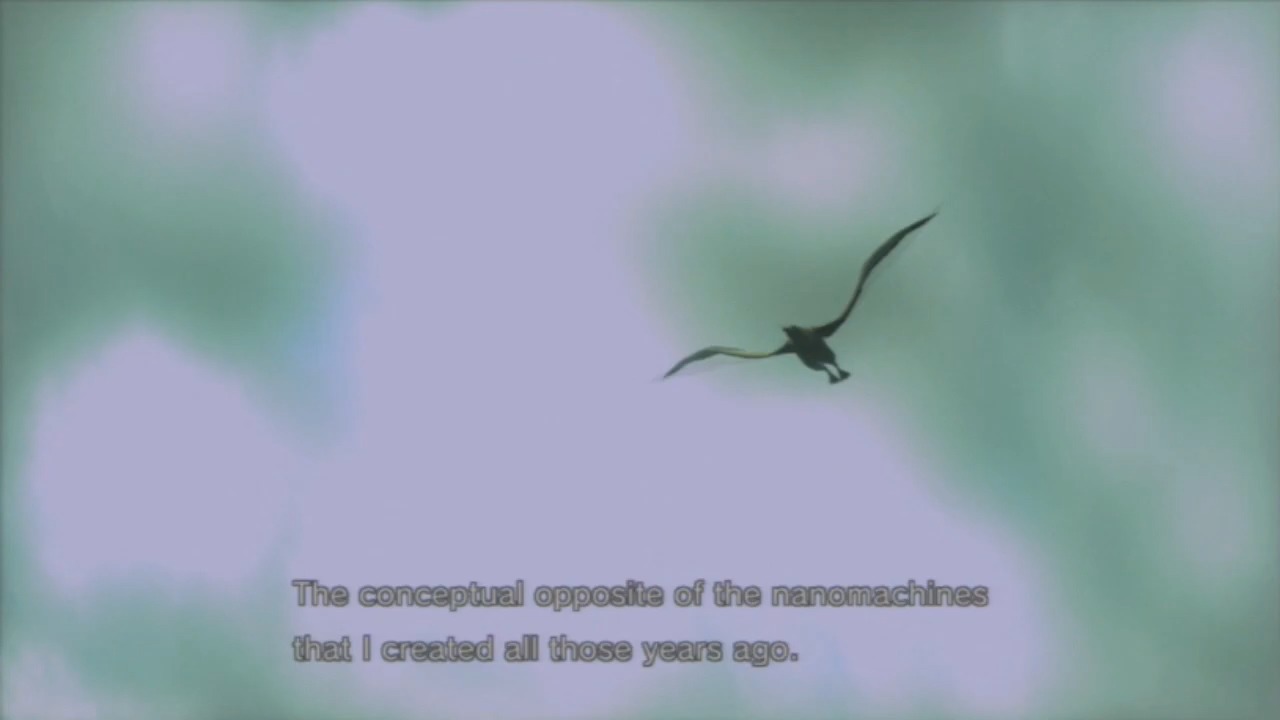 The conceptual opposite of the nanomachines
that I created all those years ago.